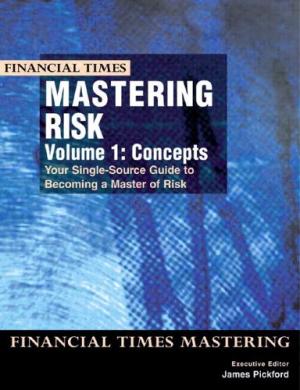 FINANCIAL TIMES
MASTERING
RISK
Volume 1: Concepts
Your Single-Source Guide to
Becoming a Master of Risk
FINANCIAL TIMES MASTERING
Executive Editor
James Pickford